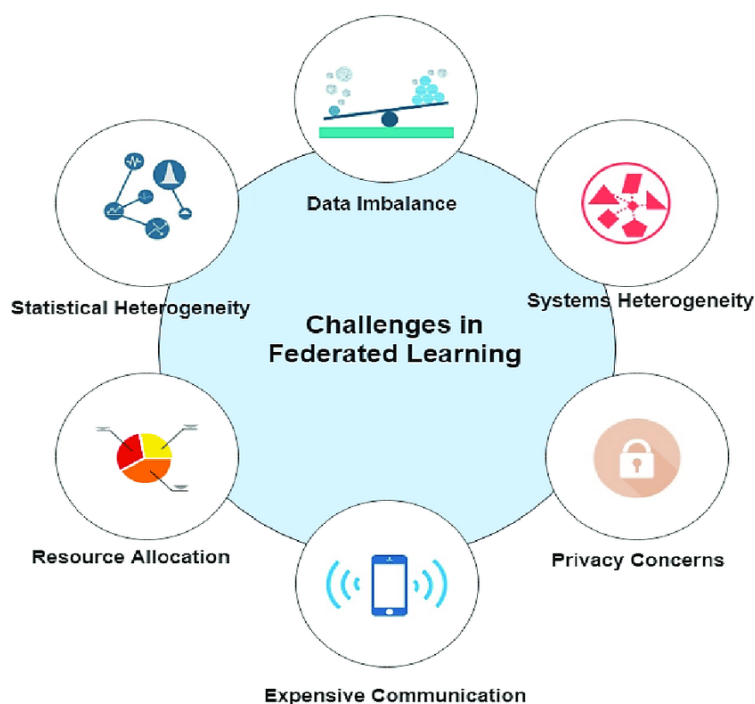 Data Imbalance
Statistical Heterogeneity
Systems Heterogeneity
Challenges in
Federated Learning
Resource Allocation
Privacy Concerns
Expensive Communication